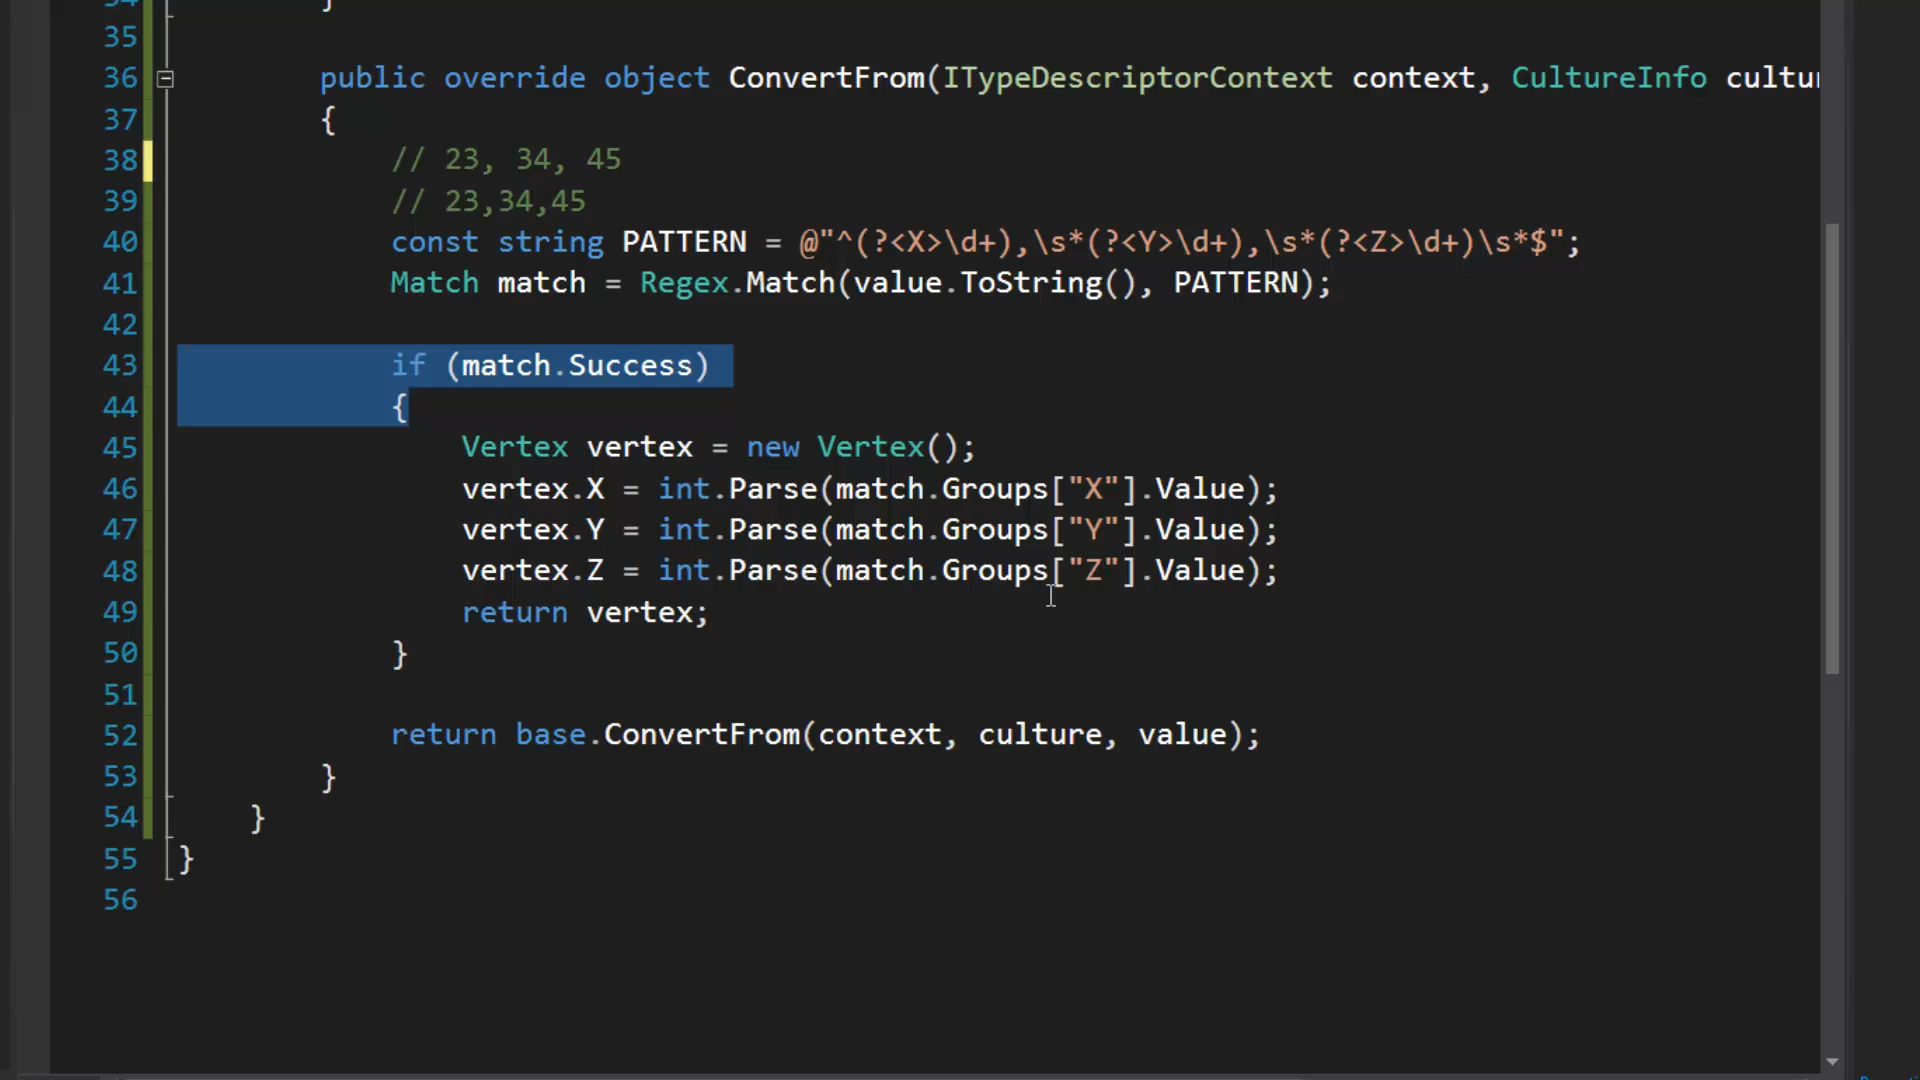 34 }
35
36 public override object ConvertFrom(ITypeDescriptorContext context, CultureInfo cultur
37 {
38 // 23, 34, 45
39 // 23,34,45
40 const string PATTERN = @"^(?<X>\d+),\s*(?<Y>\d+),\s*(?<Z>\d+)\s*$";
41 Match match = Regex.Match(value.ToString(), PATTERN);
42
43 if (match.Success)
44 {
45 Vertex vertex = new Vertex();
46 vertex.X = int.Parse(match.Groups["X"].Value);
47 vertex.Y = int.Parse(match.Groups["Y"].Value);
48 vertex.Z = int.Parse(match.Groups["Z"].Value);
49 return vertex;
50 }
51
52 return base.ConvertFrom(context, culture, value);
53 }
54 }
55 }
56